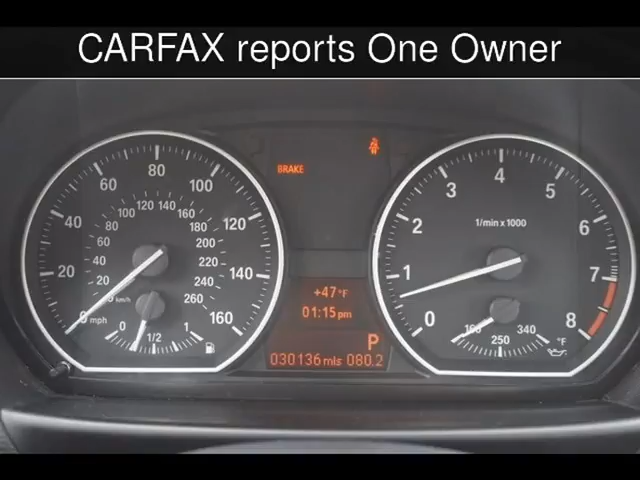 CARFAX reports One Owner
BRAKE
0 20 40 60 80 100 120 140 160
mph
20 40 60 80 100 120 140 160 180 200 220 240 260
km/h
0 1/2 1
+47°F
01:15 pm
P
030136 mls 080.2
0 1 2 3 4 5 6 7 8
1/min x 1000
250 340
°F